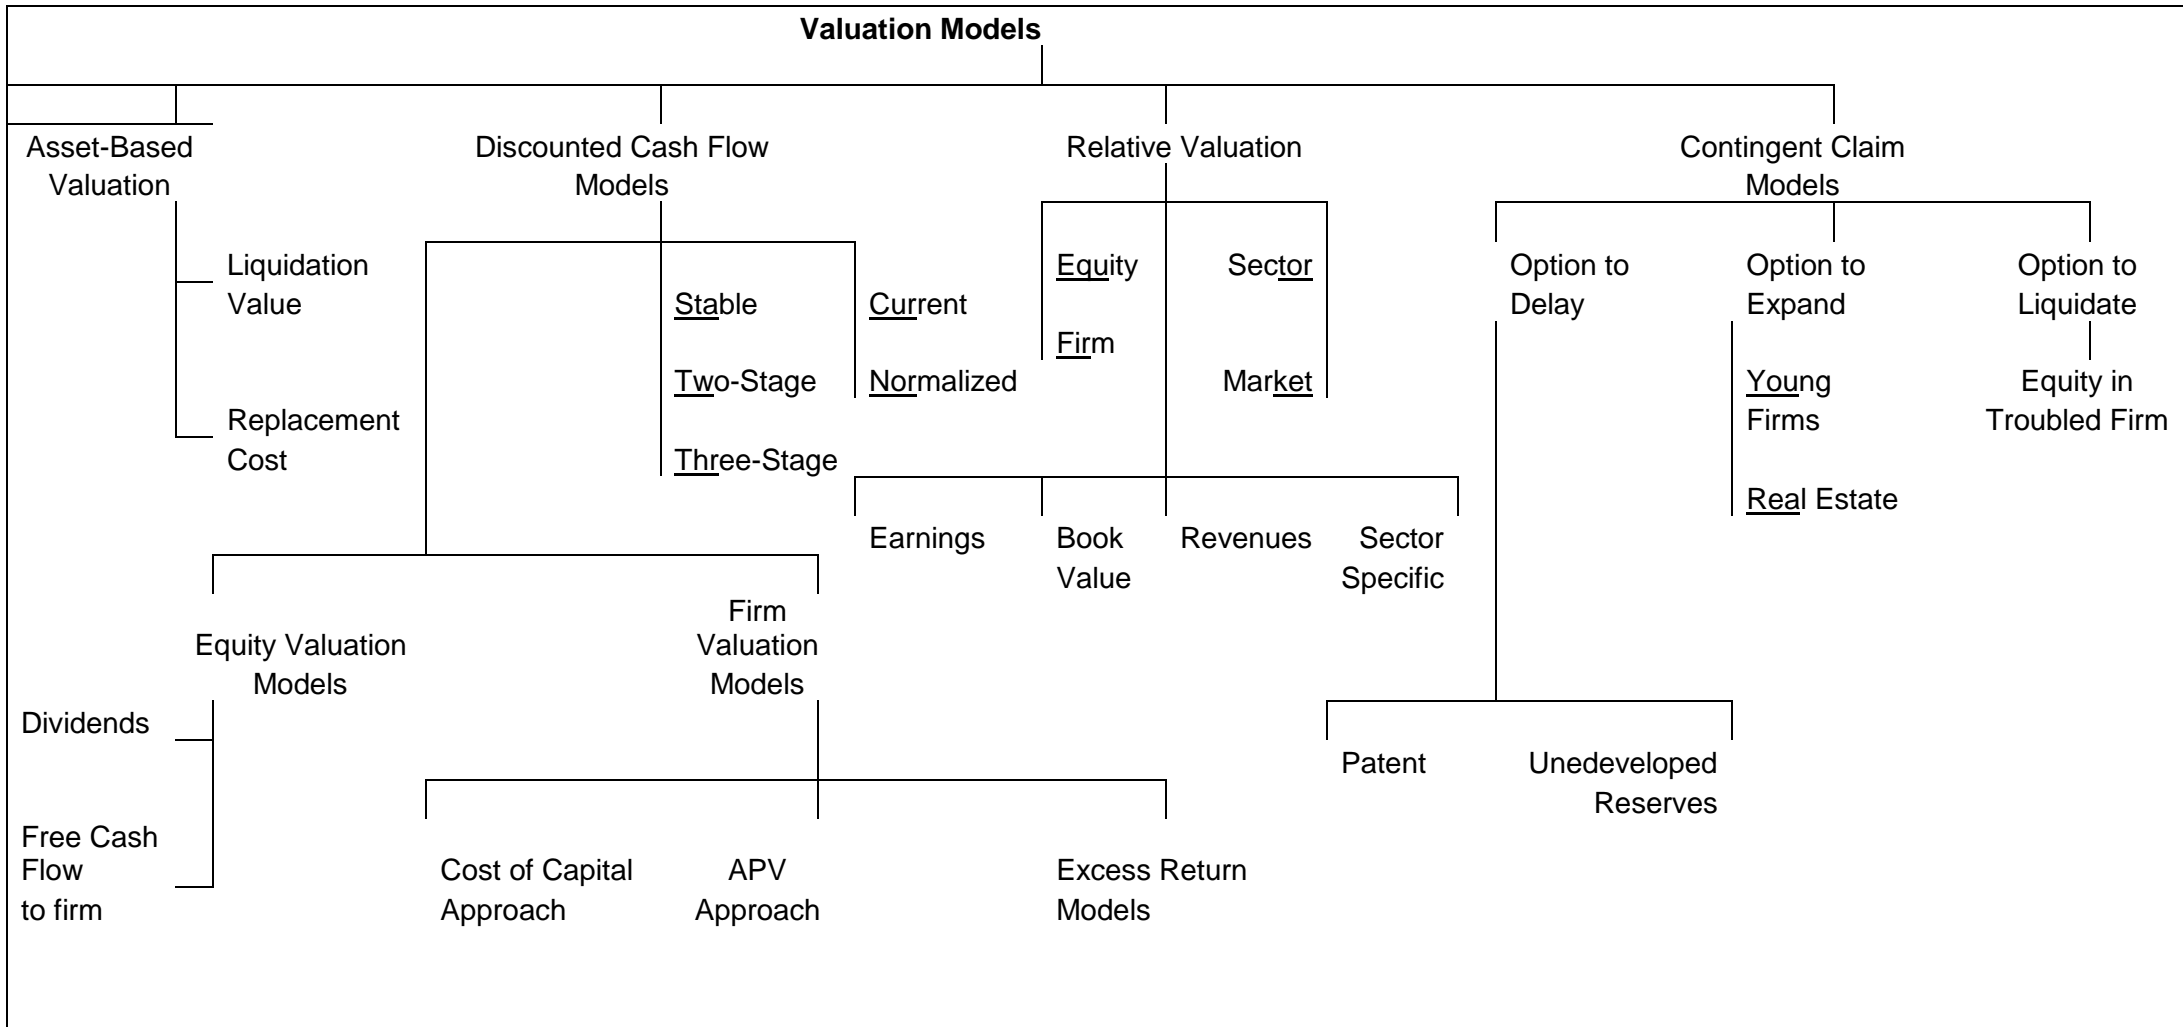 Valuation Models
Asset-Based
Valuation
Discounted Cash Flow
Models
Relative Valuation
Contingent Claim
Models
Liquidation
Value
Replacement
Cost
Stable
Two-Stage
Three-Stage
Current
Normalized
Equity
Firm
Sector
Market
Option to
Delay
Option to
Expand
Option to
Liquidate
Young
Firms
Real Estate
Equity in
Troubled Firm
Earnings
Book
Value
Revenues
Sector
Specific
Equity Valuation
Models
Firm
Valuation
Models
Dividends
Free Cash
Flow
to firm
Cost of Capital
Approach
APV
Approach
Excess Return
Models
Patent
Unedeveloped
Reserves